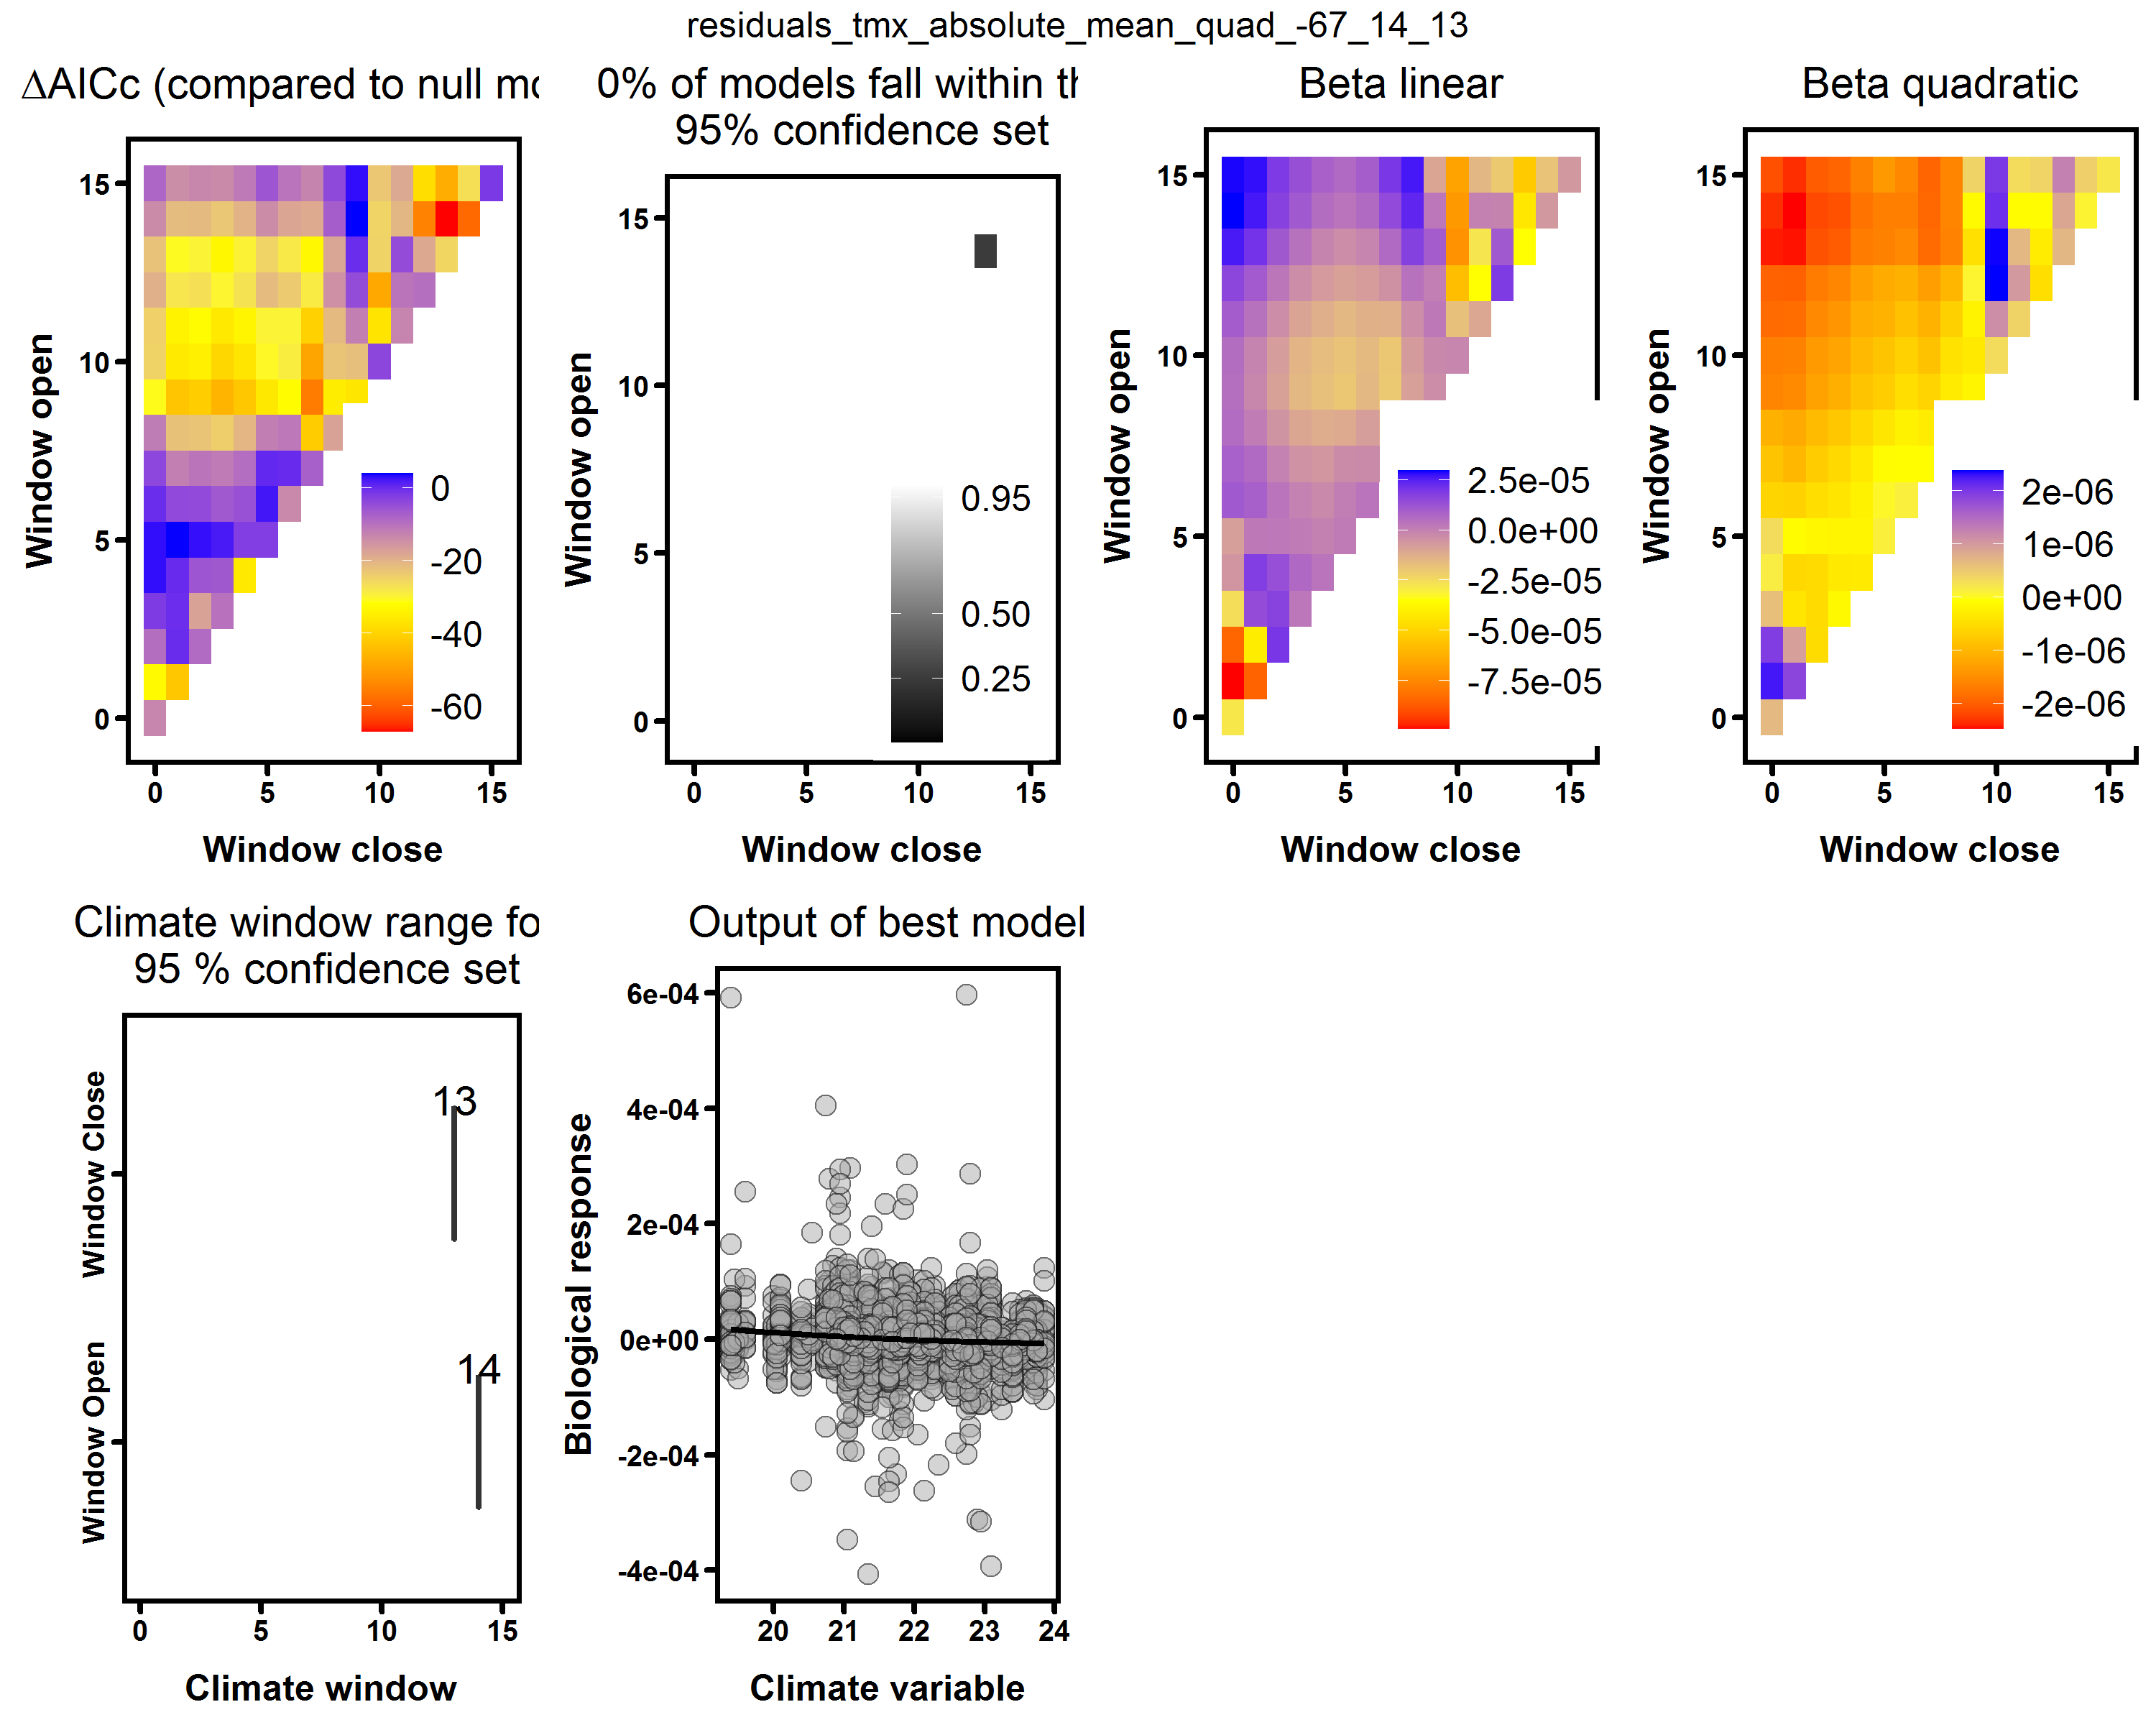 residuals_tmx_absolute_mean_quad_-67_14_13
ΔAICc (compared to null mo
Window open
15
10
5
0
0
5
10
15
Window close
0
-20
-40
-60
0% of models fall within th
95% confidence set
Window open
15
10
5
0
0
5
10
15
Window close
0.95
0.50
0.25
Beta linear
Window open
15
10
5
0
0
5
10
15
Window close
2.5e-05
0.0e+00
-2.5e-05
-5.0e-05
-7.5e-05
Beta quadratic
Window open
15
10
5
0
0
5
10
15
Window close
2e-06
1e-06
0e+00
-1e-06
-2e-06
Climate window range fo
95 % confidence set
Window Close
Window Open
13
14
0
5
10
15
Climate window
Output of best model
Biological response
6e-04
4e-04
2e-04
0e+00
-2e-04
-4e-04
20
21
22
23
24
Climate variable